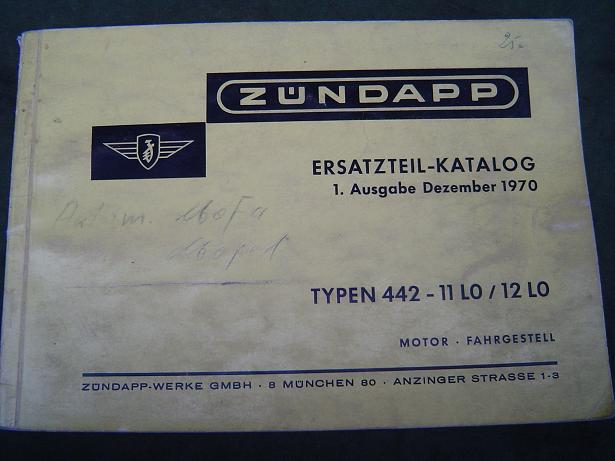 25.-
ZÜNDAPP
ERSATZTEIL-KATALOG
1. Ausgabe Dezember 1970
Mofa
Moped
TYPEN 442 - 11 LO / 12 LO
MOTOR · FAHRGESTELL
ZÜNDAPP-WERKE GMBH · 8 MÜNCHEN 80 · ANZINGER STRASSE 1-3